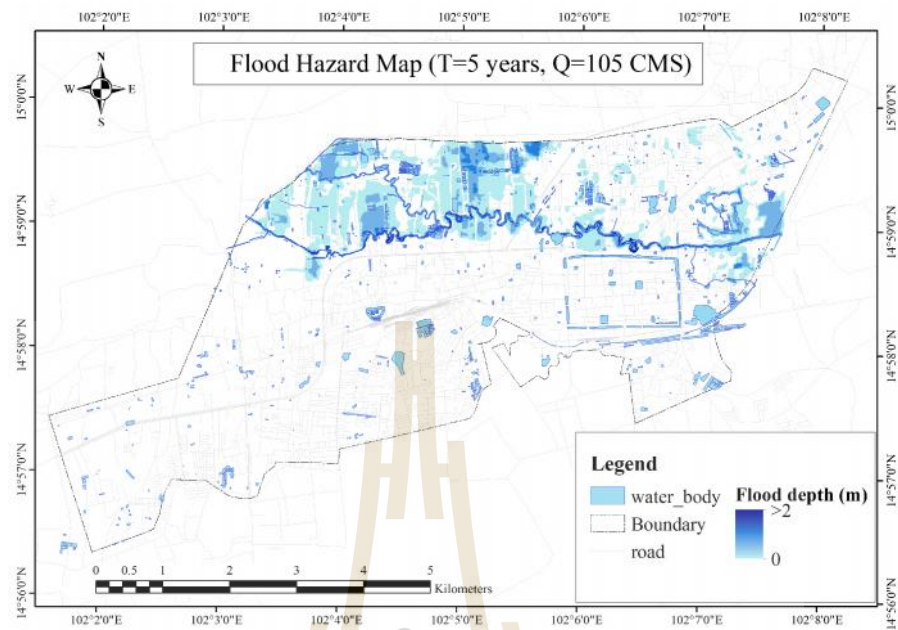 102°2'0"E 102°3'0"E 102°4'0"E 102°5'0"E 102°6'0"E 102°7'0"E 102°8'0"E
Flood Hazard Map (T=5 years, Q=105 CMS)
N
W E
S
15°0'0"N 15°0'0"N
14°59'0"N 14°59'0"N
14°58'0"N 14°58'0"N
14°57'0"N 14°57'0"N
14°56'0"N 14°56'0"N
Legend
water_body Flood depth (m)
Boundary >2
road 0
0 0.5 1 2 3 4 5
Kilometers
102°2'0"E 102°3'0"E 102°4'0"E 102°5'0"E 102°6'0"E 102°7'0"E 102°8'0"E